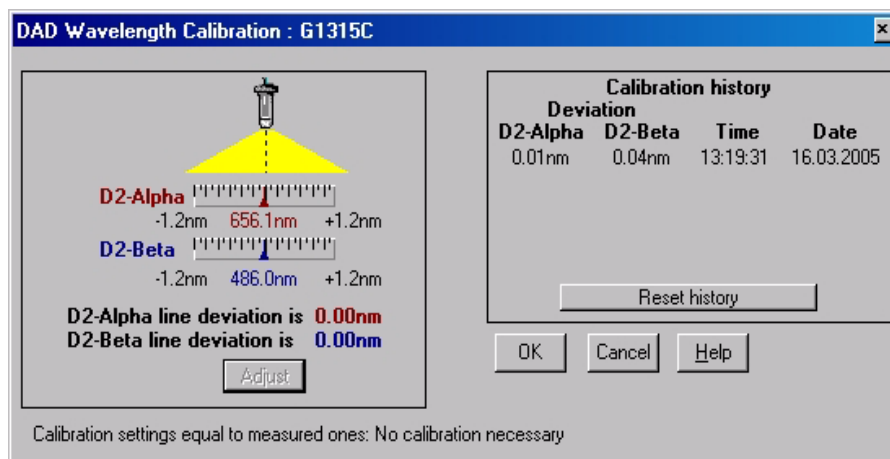 DAD Wavelength Calibration : G1315C
D2-Alpha
-1.2nm 656.1nm +1.2nm
D2-Beta
-1.2nm 486.0nm +1.2nm
D2-Alpha line deviation is 0.00nm
D2-Beta line deviation is 0.00nm
Adjust
Calibration history
Deviation
D2-Alpha D2-Beta Time Date
0.01nm 0.04nm 13:19:31 16.03.2005
Reset history
OK Cancel Help
Calibration settings equal to measured ones: No calibration necessary